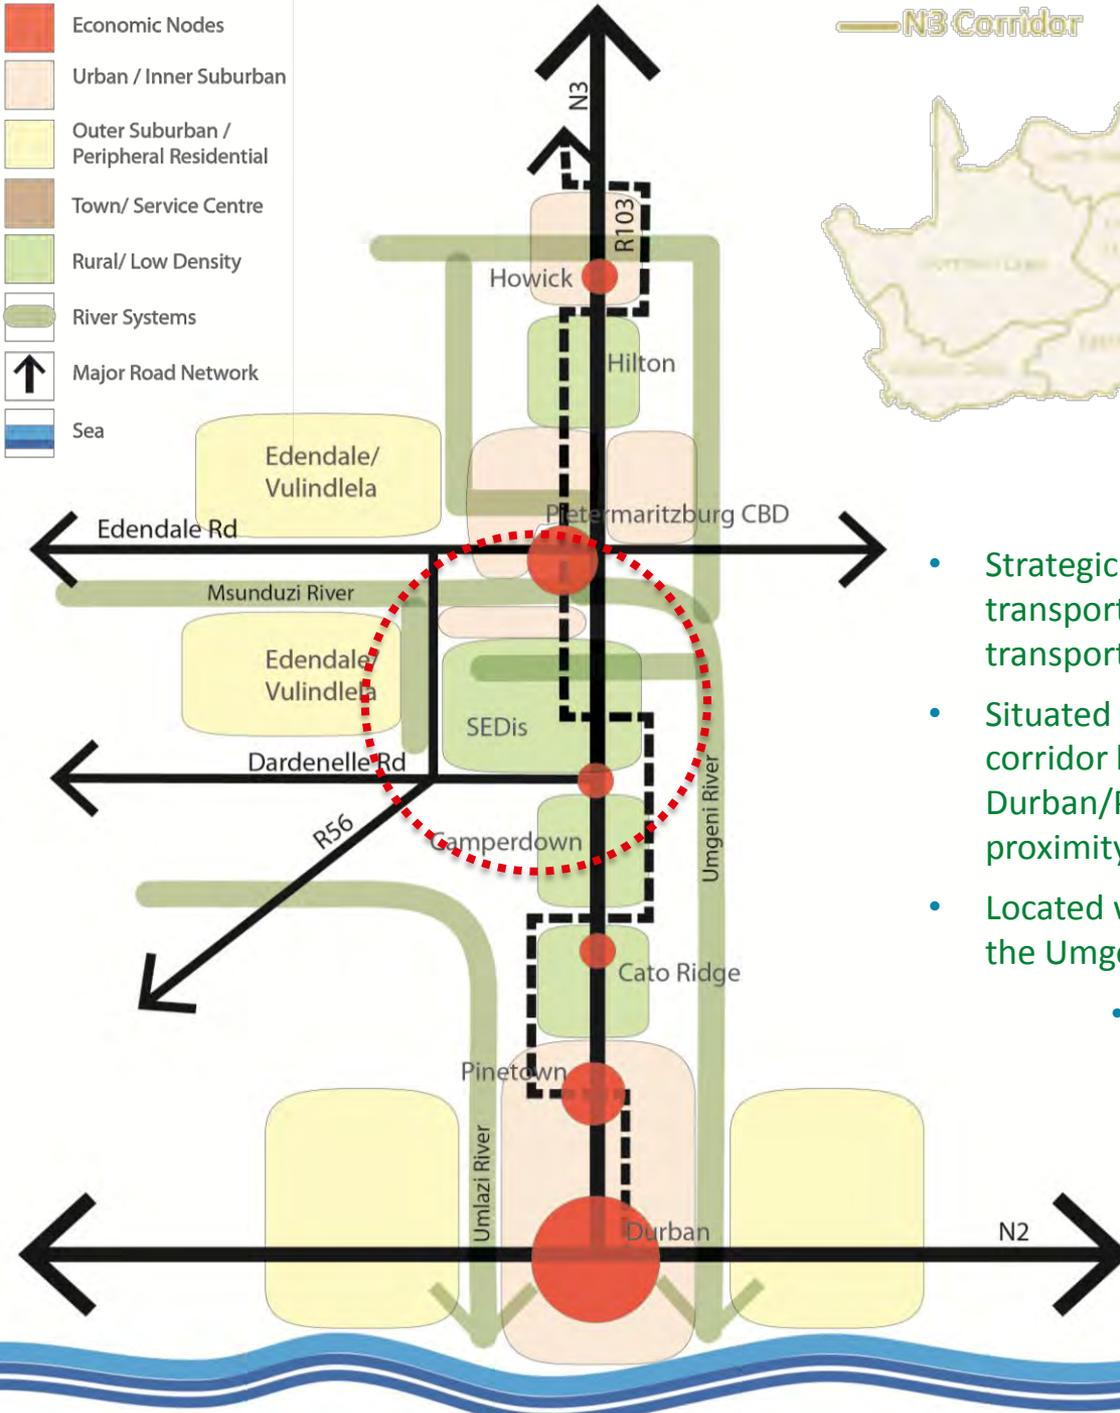 Economic Nodes
Urban / Inner Suburban
Outer Suburban /
Peripheral Residential
Town/ Service Centre
Rural/ Low Density
River Systems
Major Road Network
Sea
N3 Corridor
N3
R103
Howick
Hilton
Edendale/
Vulindlela
Pietermaritzburg CBD
Edendale Rd
Msunduzi River
Edendale/
Vulindlela
SEDis
Dardenelle Rd
R56
Camperdown
Umgeni River
Cato Ridge
Pinetown
Umlazi River
Durban
N2
• Strategic
transport
transport
• Situated
corridor
Durban/
proximity
• Located
the
•